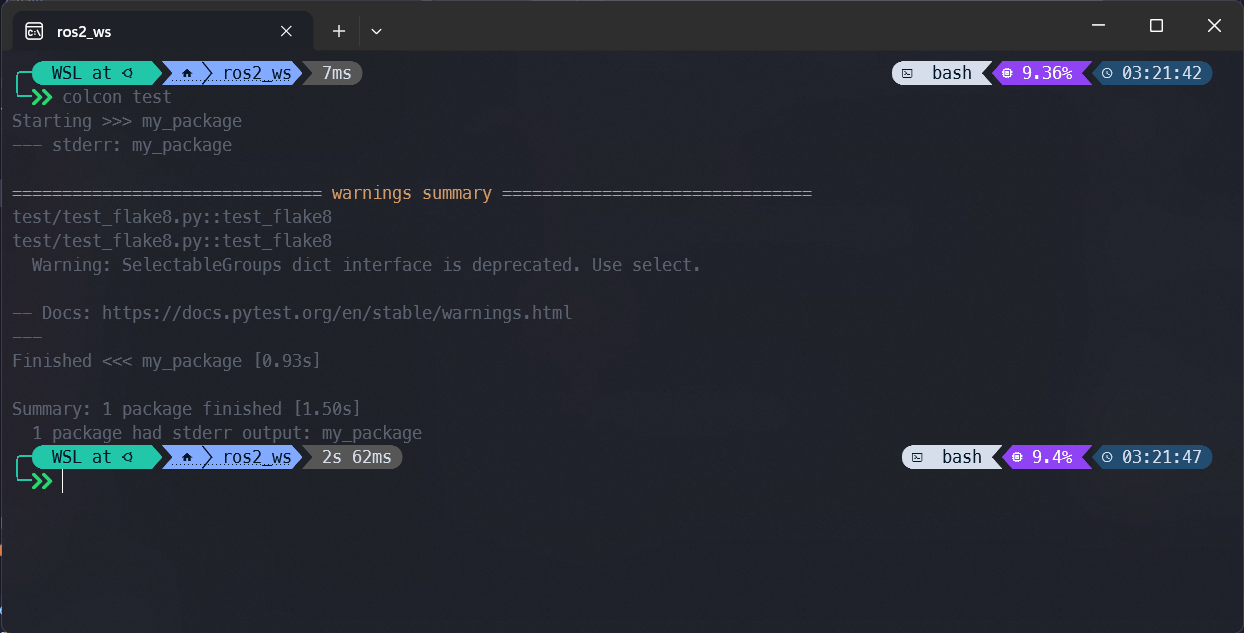 ros2_ws
WSL at ~ ros2_ws 7ms bash 9.36% 03:21:42
colcon test
Starting >>> my_package
--- stderr: my_package
=============================== warnings summary ===============================
test/test_flake8.py::test_flake8
test/test_flake8.py::test_flake8
Warning: SelectableGroups dict interface is deprecated. Use select.
-- Docs: https://docs.pytest.org/en/stable/warnings.html
---
Finished <<< my_package [0.93s]
Summary: 1 package finished [1.50s]
1 package had stderr output: my_package
WSL at ros2_ws 2s 62ms bash 9.4% 03:21:47